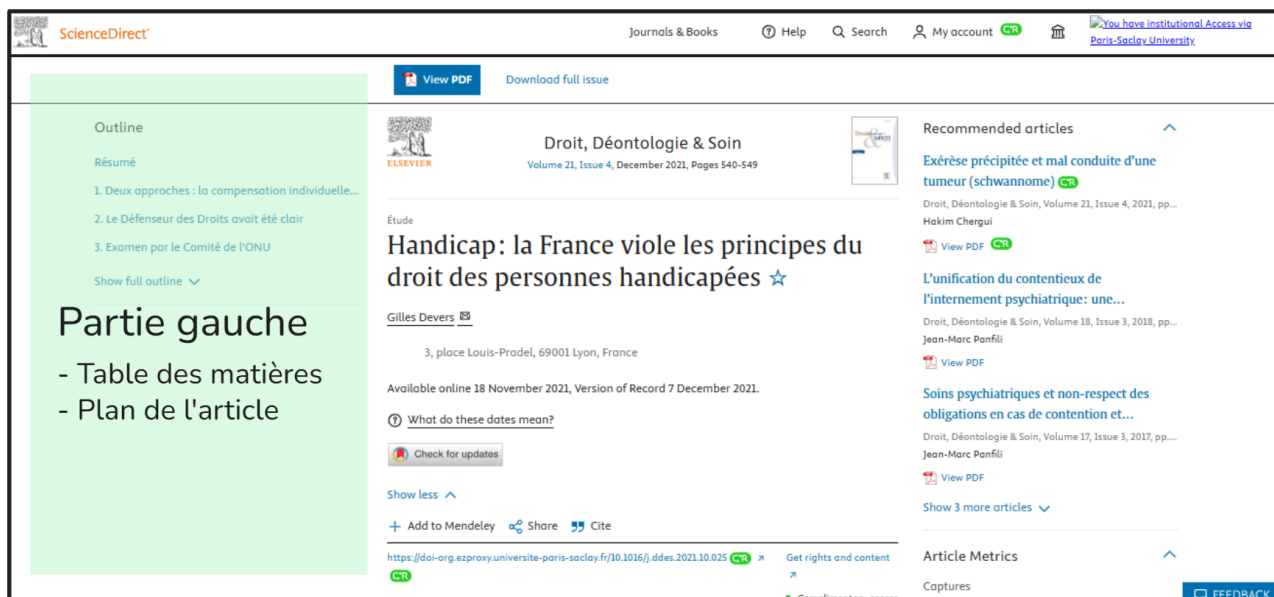 ScienceDirect®
Journals & Books
Help
Search
My account
You have institutional Access via
Paris-Saclay University
View PDF
Download full issue
Outline
Résumé
1. Deux approches : la compensation individuelle...
2. Le Défenseur des Droits avait été clair
3. Examen par le Comité de l'ONU
Show full outline
Partie gauche
- Table des matières
- Plan de l'article
ELSEVIER
Droit, Déontologie & Soin
Volume 21, Issue 4, December 2021, Pages 540-549
Étude
Handicap : la France viole les principes du
droit des personnes handicapées
Gilles Devers
3, place Louis-Pradel, 69001 Lyon, France
Available online 18 November 2021, Version of Record 7 December 2021.
What do these dates mean?
Check for updates
Show less
Add to Mendeley
Share
Cite
https://doi-org.ezproxy.universite-paris-saclay.fr/10.1016/j.ddes.2021.10.025
Get rights and content
Recommended articles
Exérèse précipitée et mal conduite d'une
tumeur (schwannome)
Droit, Déontologie & Soin, Volume 21, Issue 4, 2021, pp...
Hakim Chergui
View PDF
L'unification du contentieux de
l'internement psychiatrique : une...
Droit, Déontologie & Soin, Volume 18, Issue 3, 2018, pp...
Jean-Marc Panfili
View PDF
Soins psychiatriques et non-respect des
obligations en cas de contention et...
Droit, Déontologie & Soin, Volume 17, Issue 3, 2017, pp....
Jean-Marc Panfili
View PDF
Show 3 more articles
Article Metrics
Captures
FEEDBACK